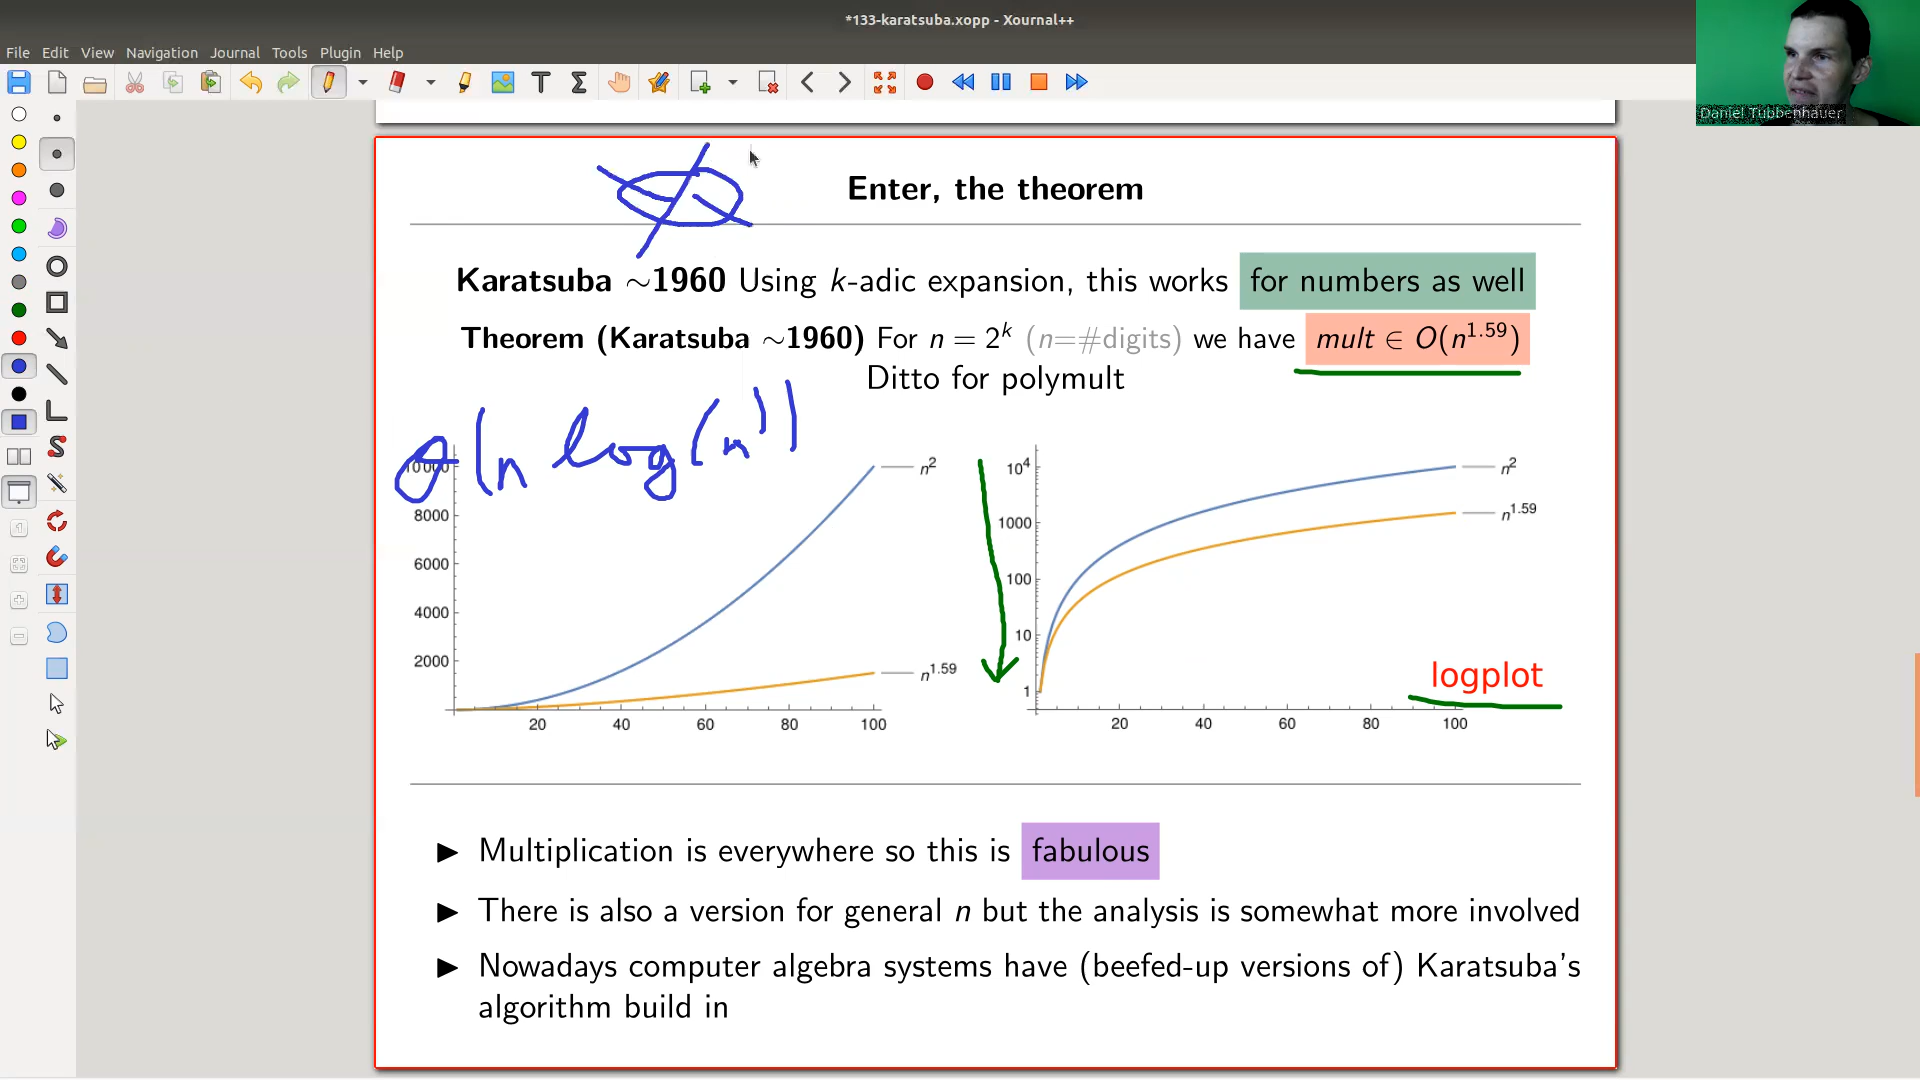 *133-karatsuba.xopp - Xournal++
File Edit View Navigation Journal Tools Plugin Help
Daniel Tubbenhauer
Enter, the theorem
Karatsuba ∼1960 Using k-adic expansion, this works for numbers as well
Theorem (Karatsuba ∼1960) For n = 2^k (n=#digits) we have mult ∈ O(n^1.59)
Ditto for polymult
O(n log(n))
10000
8000
6000
4000
2000
20 40 60 80 100
n^2
n^1.59
10^4
1000
100
10
1
20 40 60 80 100
n^2
n^1.59
logplot
▶ Multiplication is everywhere so this is fabulous
▶ There is also a version for general n but the analysis is somewhat more involved
▶ Nowadays computer algebra systems have (beefed-up versions of) Karatsuba's
algorithm build in